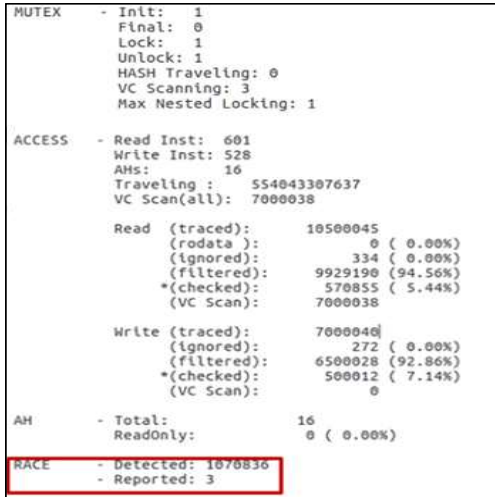 MUTEX - Init: 1
Final: 0
Lock: 1
Unlock: 1
HASH Traveling: 0
VC Scanning: 3
Max Nested Locking: 1
ACCESS - Read Inst: 601
Write Inst: 528
AHs: 16
Traveling : 554043307637
VC Scan(all): 7000038
Read (traced): 10500045
(rodata ): 0 ( 0.00%)
(ignored): 334 ( 0.00%)
(filtered): 9929190 (94.56%)
*(checked): 570855 ( 5.44%)
(VC Scan): 7000038
Write (traced): 7000040
(ignored): 272 ( 0.00%)
(filtered): 6500028 (92.86%)
*(checked): 500012 ( 7.14%)
(VC Scan): 0
AH - Total: 16
ReadOnly: 0 ( 0.00%)
RACE - Detected: 1070836
- Reported: 3